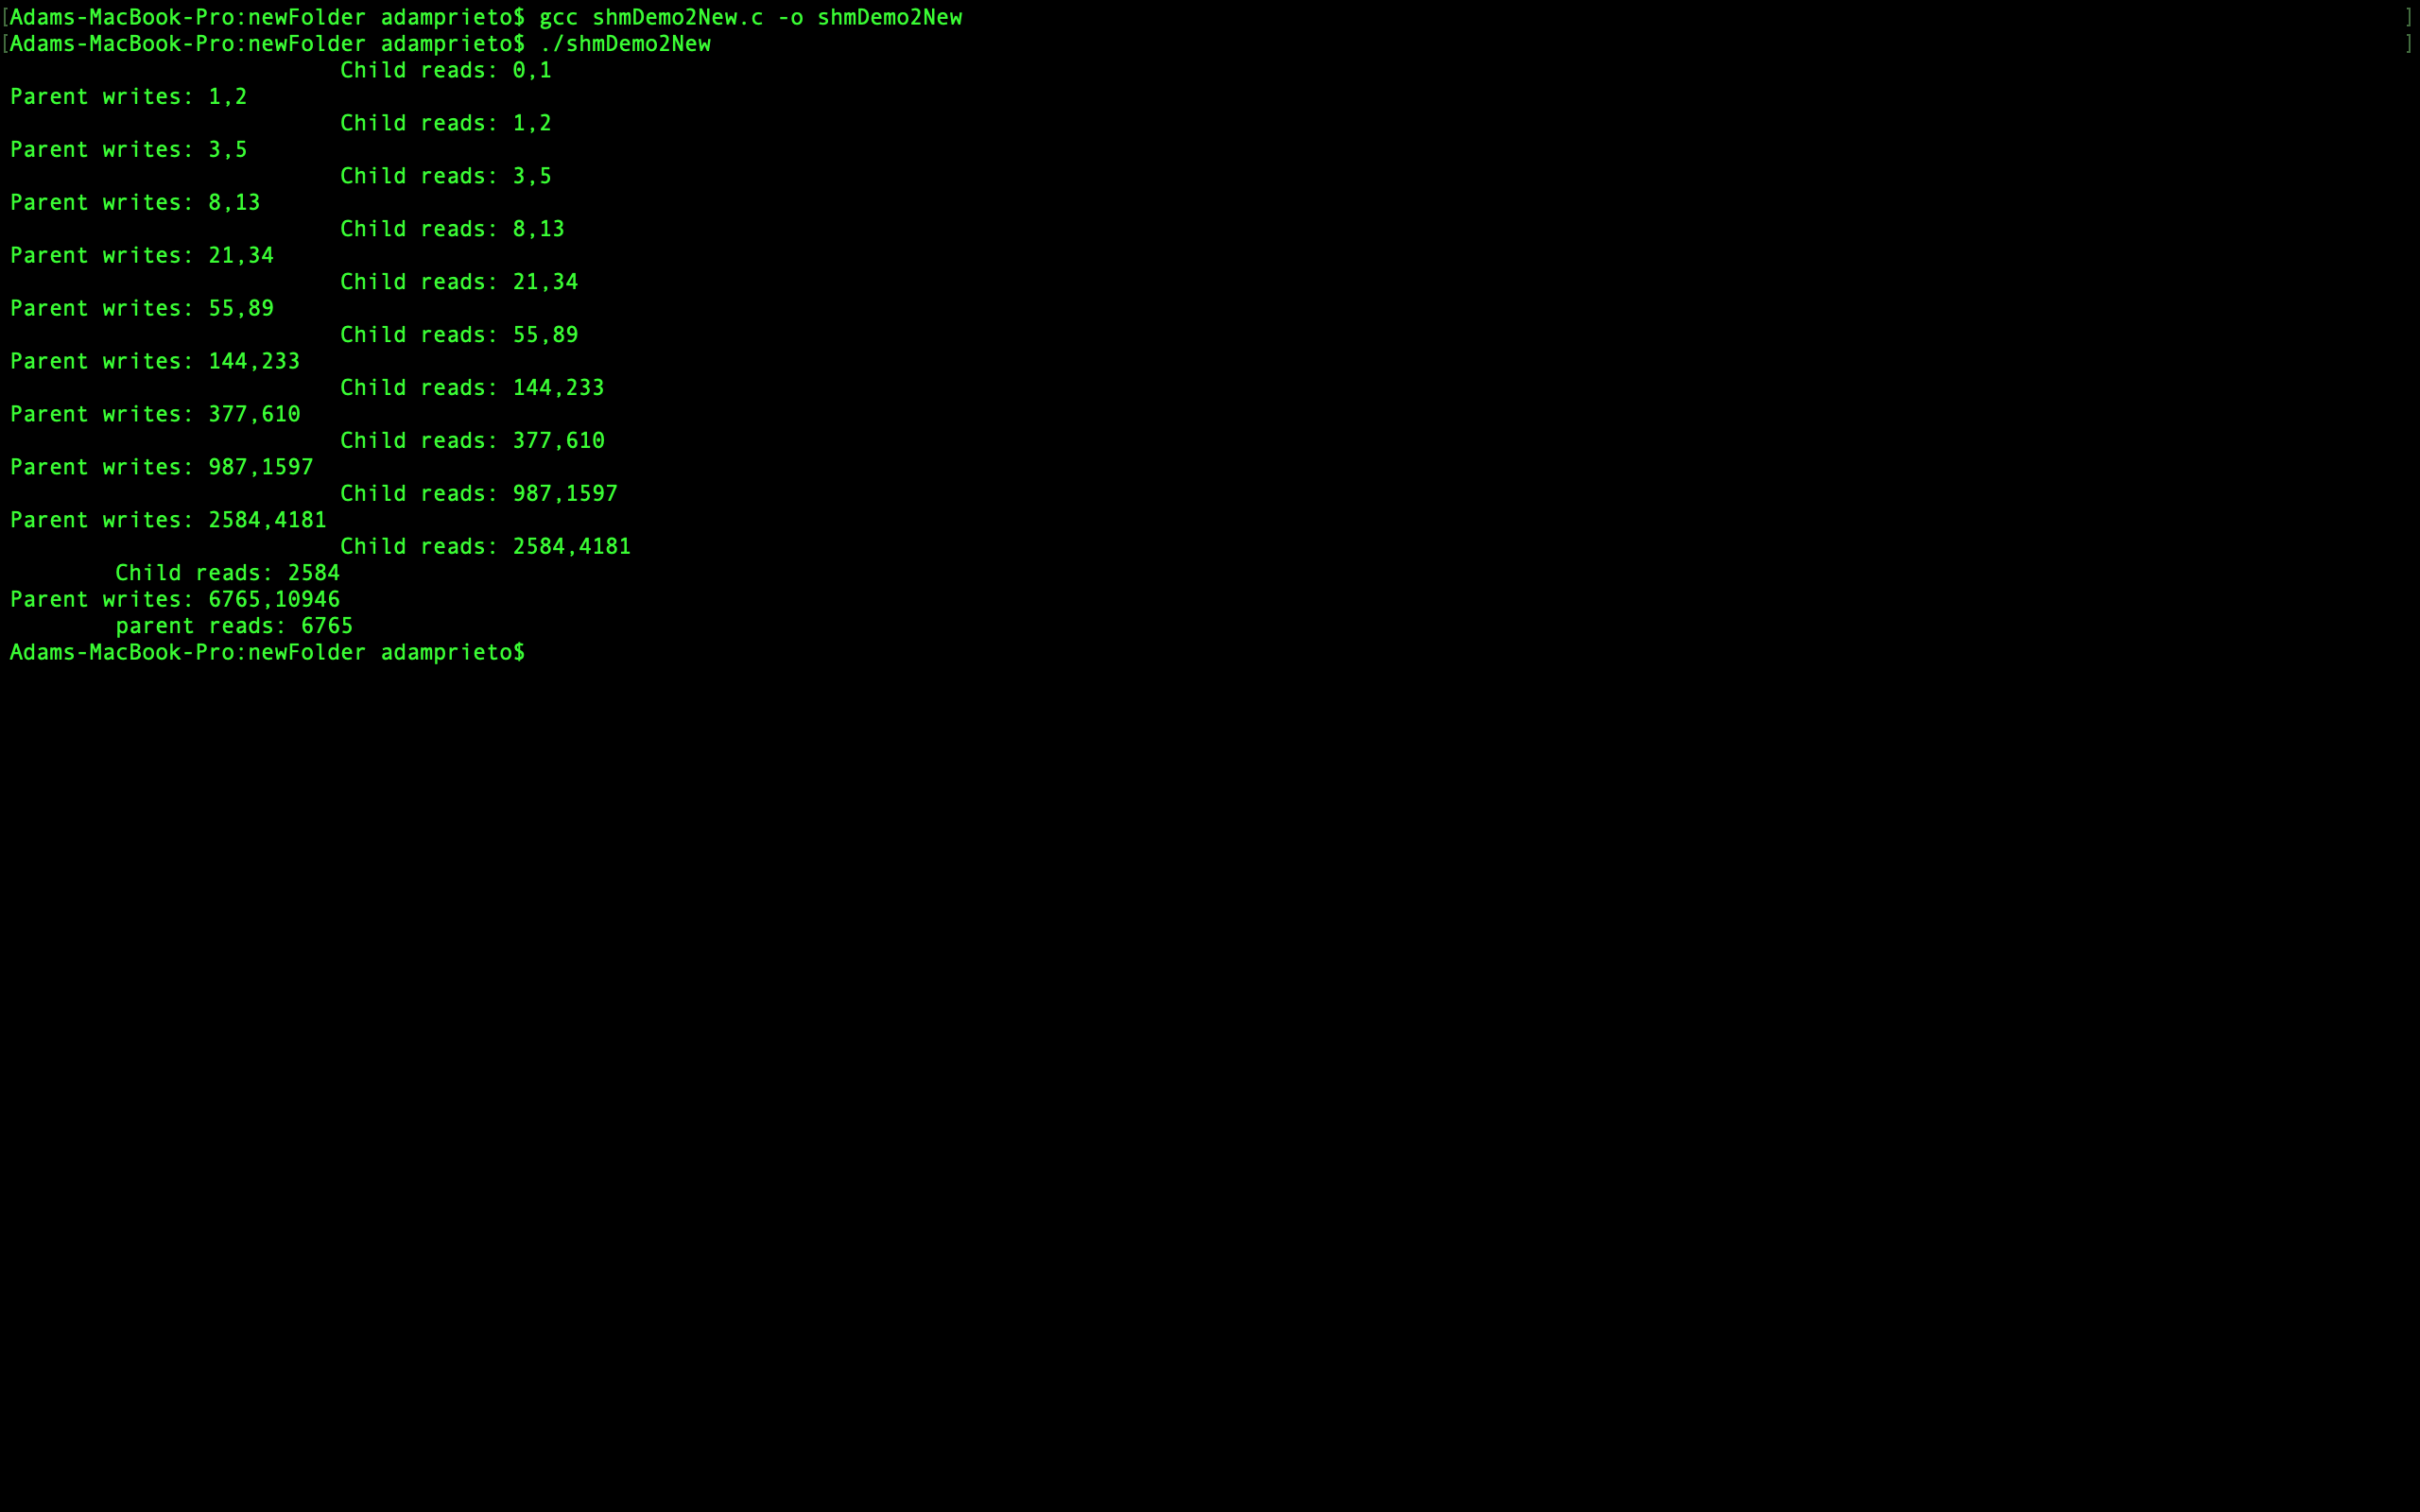 [Adams-MacBook-Pro:newFolder adamprieto$ gcc shmDemo2New.c -o shmDemo2New ]
[Adams-MacBook-Pro:newFolder adamprieto$ ./shmDemo2New ]
Child reads: 0,1
Parent writes: 1,2
Child reads: 1,2
Parent writes: 3,5
Child reads: 3,5
Parent writes: 8,13
Child reads: 8,13
Parent writes: 21,34
Child reads: 21,34
Parent writes: 55,89
Child reads: 55,89
Parent writes: 144,233
Child reads: 144,233
Parent writes: 377,610
Child reads: 377,610
Parent writes: 987,1597
Child reads: 987,1597
Parent writes: 2584,4181
Child reads: 2584,4181
Child reads: 2584
Parent writes: 6765,10946
parent reads: 6765
Adams-MacBook-Pro:newFolder adamprieto$